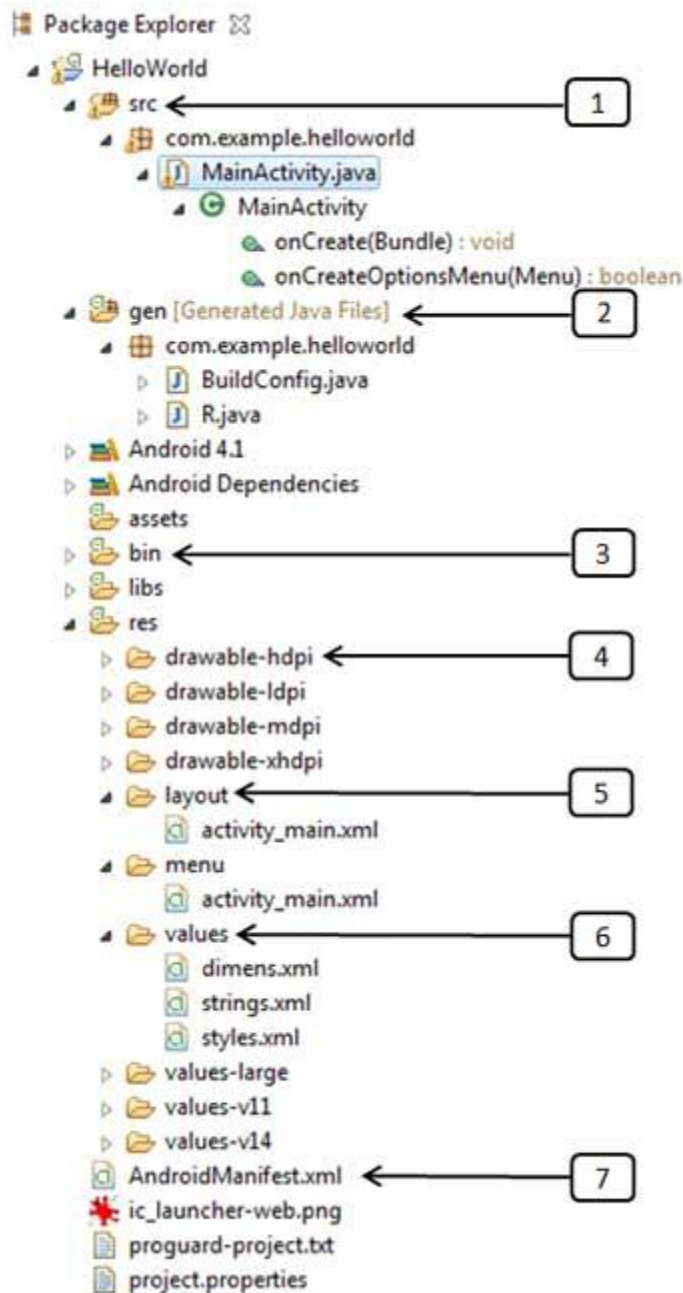 Package Explorer
HelloWorld
src 1
com.example.helloworld
MainActivity.java
MainActivity
onCreate(Bundle) : void
onCreateOptionsMenu(Menu) : boolean
gen [Generated Java Files] 2
com.example.helloworld
BuildConfig.java
R.java
Android 4.1
Android Dependencies
assets
bin 3
libs
res
drawable-hdpi 4
drawable-ldpi
drawable-mdpi
drawable-xhdpi
layout 5
activity_main.xml
menu
activity_main.xml
values 6
dimens.xml
strings.xml
styles.xml
values-large
values-v11
values-v14
AndroidManifest.xml 7
ic_launcher-web.png
proguard-project.txt
project.properties